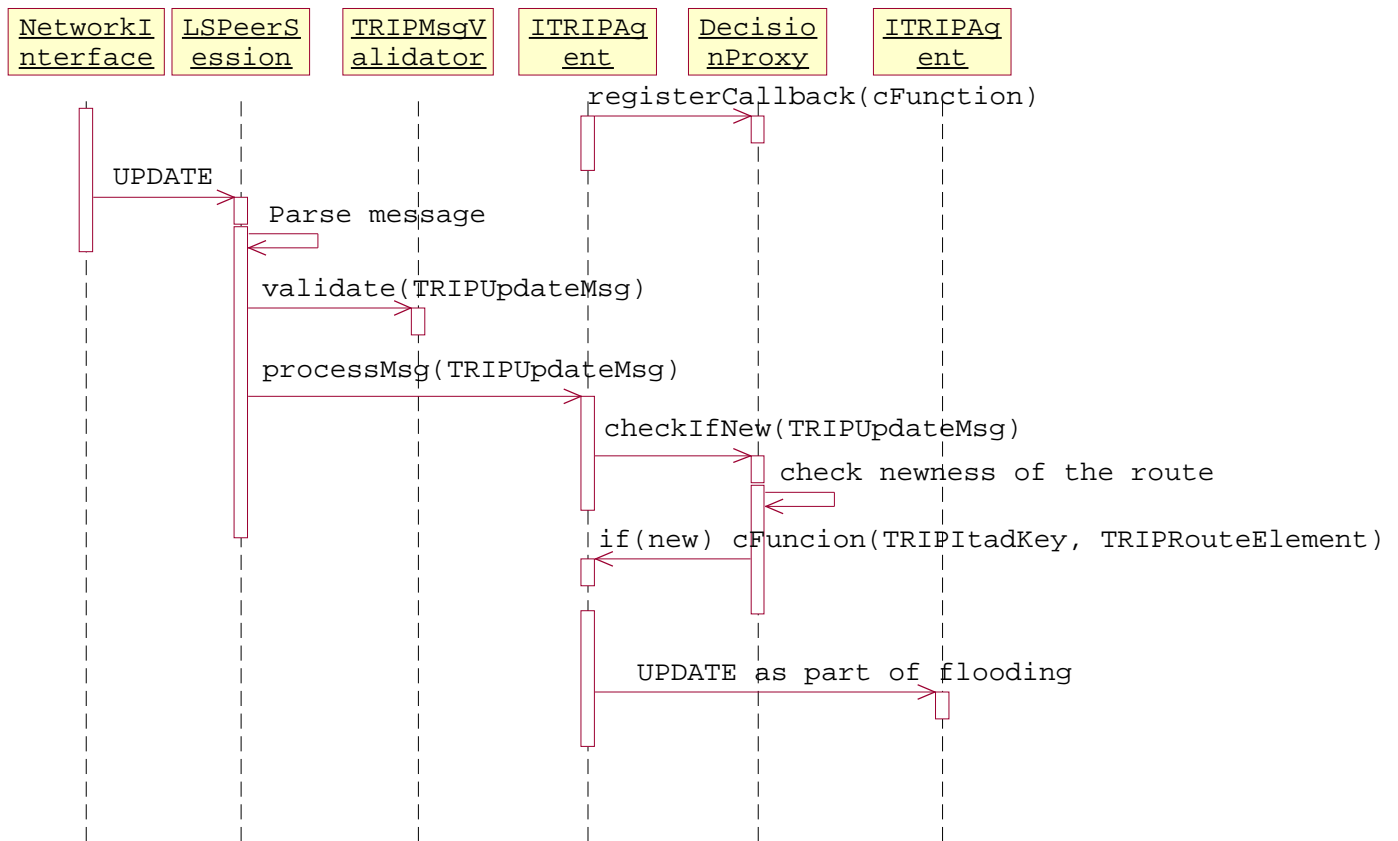 NetworkI
nterface
LSPeerS
ession
TRIPMsgV
alidator
ITRIPAg
ent
Decisio
nProxy
ITRIPAg
ent
registerCallback(cFunction)
UPDATE
Parse message
validate(TRIPUpdateMsg)
processMsg(TRIPUpdateMsg)
checkIfNew(TRIPUpdateMsg)
check newness of the route
if(new) cFuncion(TRIPItadKey, TRIPRouteElement)
UPDATE as part of flooding